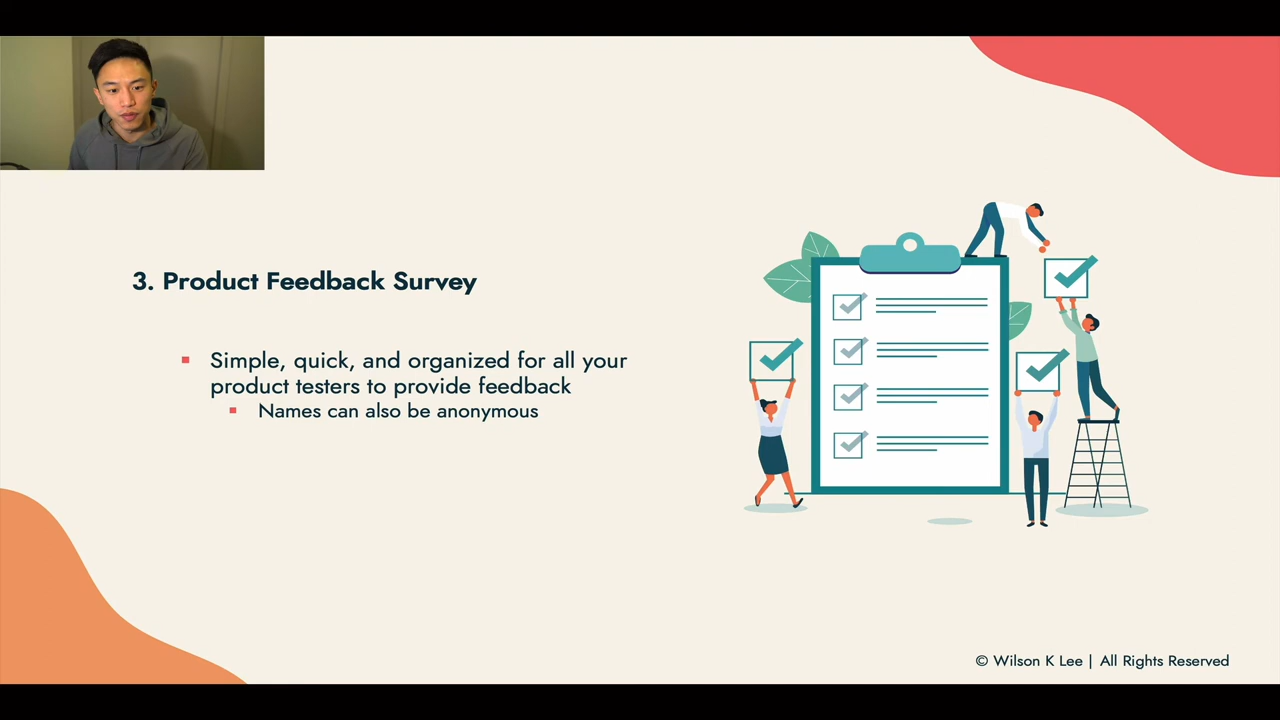 3. Product Feedback Survey
Simple, quick, and organized for all your
product testers to provide feedback
Names can also be anonymous
© Wilson K Lee | All Rights Reserved